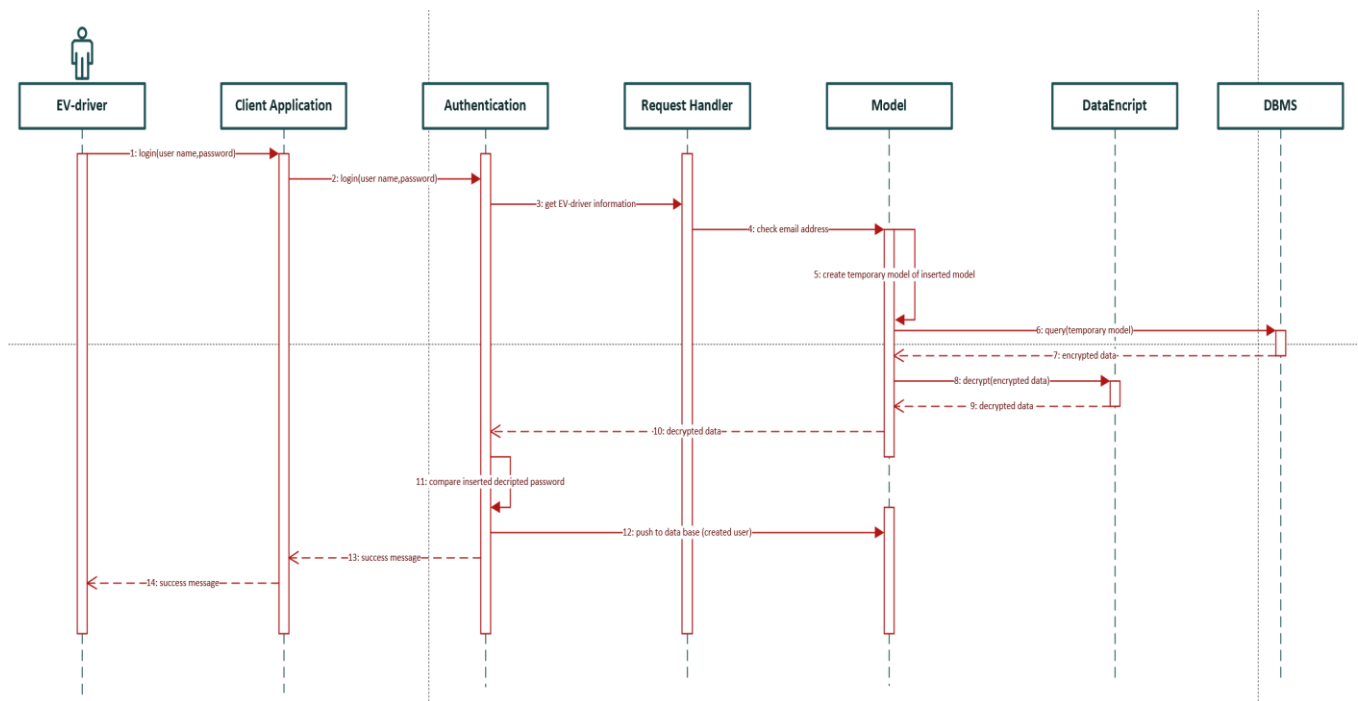 EV-driver
Client Application
Authentication
Request Handler
Model
DataEncript
DBMS
1: login(user name,password)
2: login(user name,password)
3: get EV-driver information
4: check email address
5: create temporary model of inserted model
6: query(temporary model)
7: encrypted data
8: decrypt(encrypted data)
9: decrypted data
10: decrypted data
11: compare inserted decripted password
12: push to data base (created user)
13: success message
14: success message